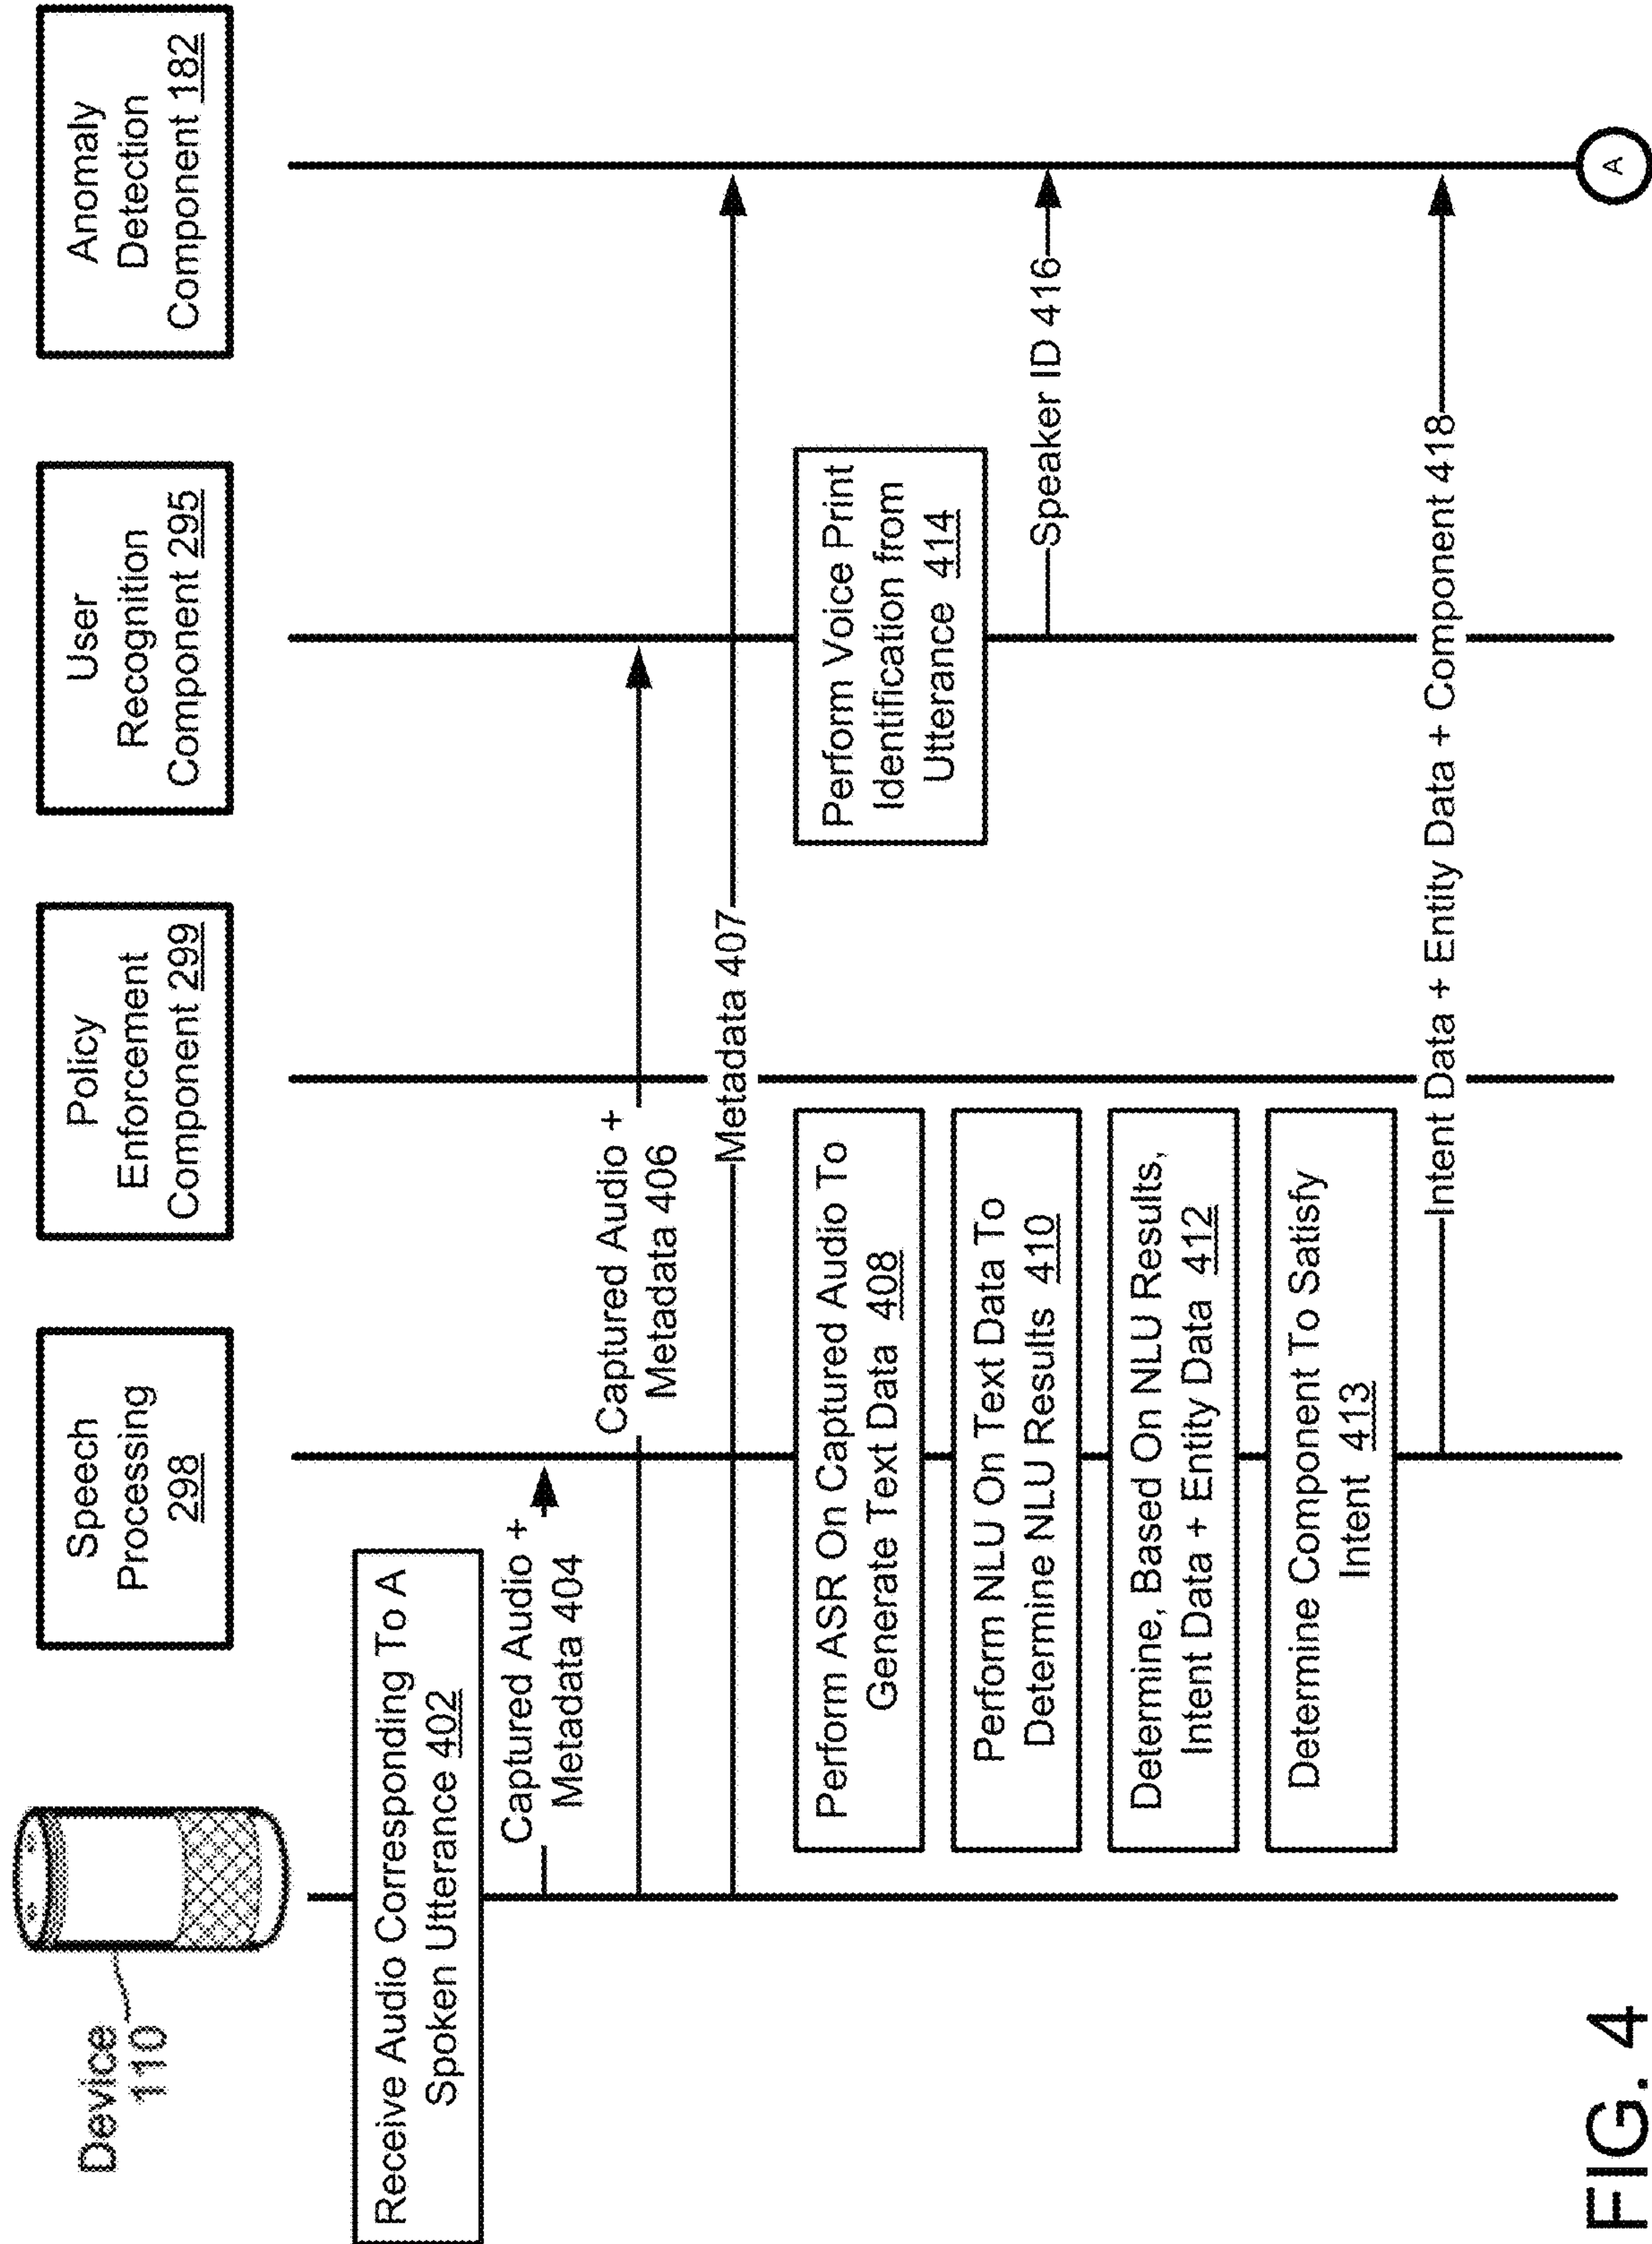 Device
110
Speech
Processing
298
Policy
Enforcement
Component 299
User
Recognition
Component 295
Anomaly
Detection
Component 182
Receive Audio Corresponding To A
Spoken Utterance 402
Captured Audio +
Metadata 404
Captured Audio +
Metadata 406
Metadata 407
Perform ASR On Captured Audio To
Generate Text Data 408
Perform Voice Print
Identification from
Utterance 414
Perform NLU On Text Data To
Determine NLU Results 410
Speaker ID 416
Determine, Based On NLU Results,
Intent Data + Entity Data 412
Determine Component To Satisfy
Intent 413
Intent Data + Entity Data + Component 418
A
FIG. 4